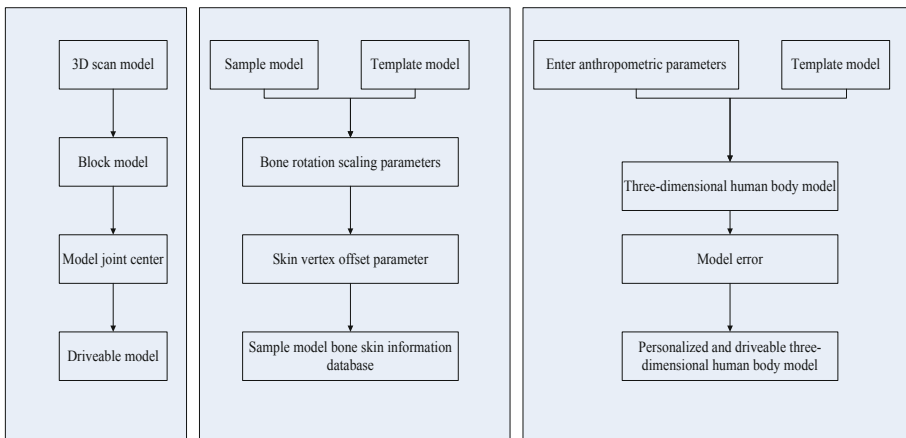 3D scan model
Block model
Model joint center
Driveable model
Sample model
Template model
Bone rotation scaling parameters
Skin vertex offset parameter
Sample model bone skin information
database
Enter anthropometric parameters
Template model
Three-dimensional human body model
Model error
Personalized and driveable three-
dimensional human body model